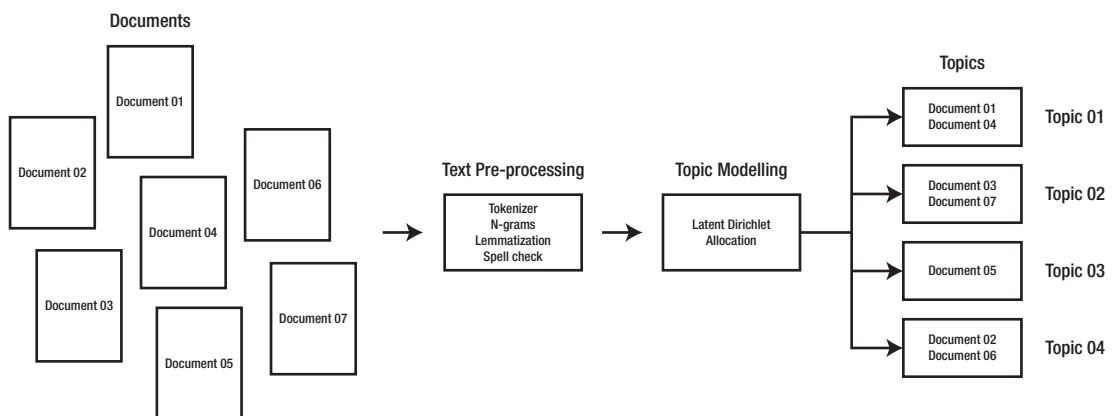 Documents
Document 01
Document 02
Document 06
Document 04
Document 03
Document 07
Document 05
Text Pre-processing
Tokenizer
N-grams
Lemmatization
Spell check
Topic Modelling
Latent Dirichlet
Allocation
Topics
Document 01
Document 04
Topic 01
Document 03
Document 07
Topic 02
Document 05
Topic 03
Document 02
Document 06
Topic 04